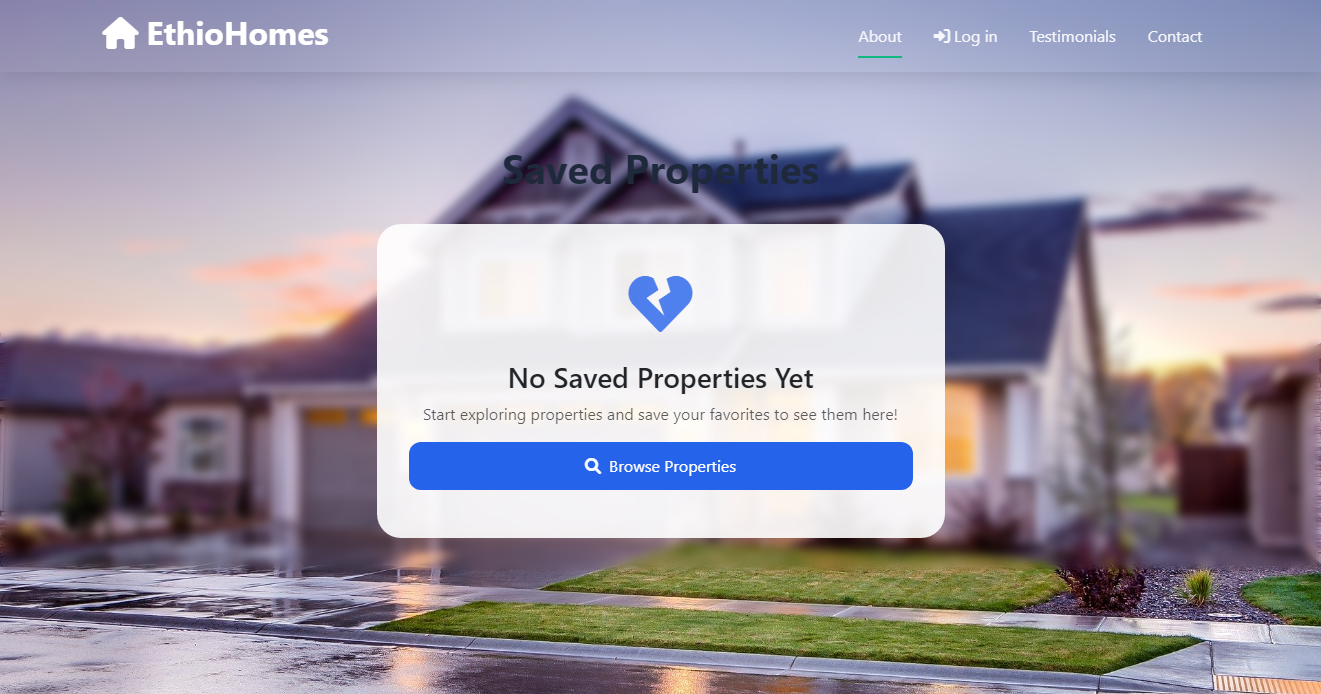 EthioHomes
About
Log in
Testimonials
Contact
Saved Properties
No Saved Properties Yet
Start exploring properties and save your favorites to see them here!
Browse Properties